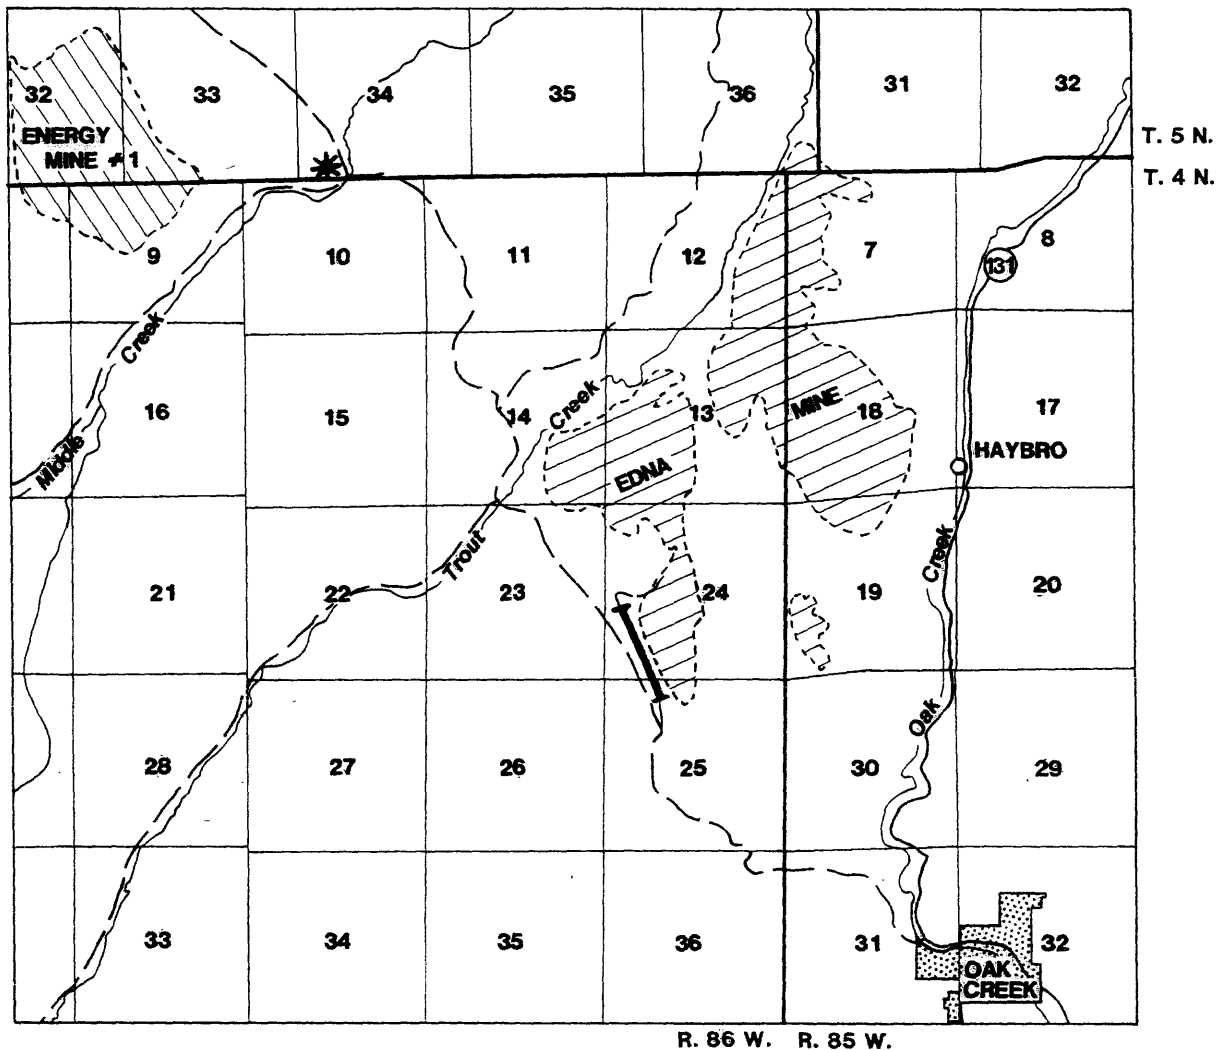 32 33 34 35 36 31 32
ENERGY
MINE #1
T. 5 N.
T. 4 N.
9 10 11 12 7 8
131
Creek
16 15 14 Creek 13 MINE 18 17
Middle
HAYBRO
EDNA
Trout
Creek
21 22 23 24 19 20
Oak
28 27 26 25 30 29
33 34 35 36 31 32
OAK
CREEK
R. 86 W. R. 85 W.